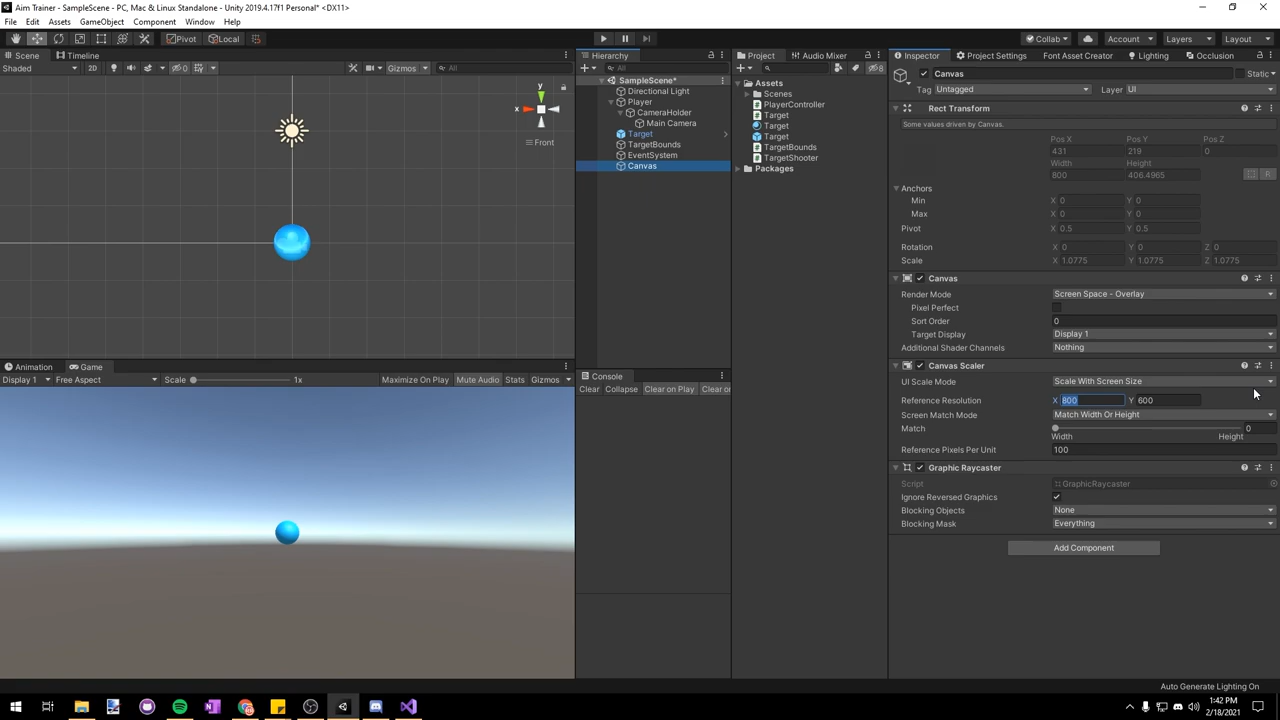 Aim Trainer - SampleScene - PC, Mac & Linux Standalone - Unity 2019.4.17f1 Personal* <DX11>
File Edit Assets GameObject Component Window Help
Pivot Local Collab Account Layers Layout
Scene Timeline
Shaded 2D 0 Gizmos All
y
x
Front
Animation Game
Display 1 Free Aspect Scale 1x Maximize On Play Mute Audio Stats Gizmos
Hierarchy
All
SampleScene*
Directional Light
Player
CameraHolder
Main Camera
Target
TargetBounds
EventSystem
Canvas
Console
Clear Collapse Clear on Play Clear on
Project Audio Mixer
8
Assets
Scenes
PlayerController
Target
Target
Target
TargetBounds
TargetShooter
Packages
Inspector Project Settings Font Asset Creator Lighting Occlusion
Canvas Static
Tag Untagged Layer UI
Rect Transform
Some values driven by Canvas.
Pos X Pos Y Pos Z
431 219 0
Width Height
800 406.4965 R
Anchors
Min X 0 Y 0
Max X 0 Y 0
Pivot X 0.5 Y 0.5
Rotation X 0 Y 0 Z 0
Scale X 1.0775 Y 1.0775 Z 1.0775
Canvas
Render Mode Screen Space - Overlay
Pixel Perfect
Sort Order 0
Target Display Display 1
Additional Shader Channels Nothing
Canvas Scaler
UI Scale Mode Scale With Screen Size
Reference Resolution X 800 Y 600
Screen Match Mode Match Width Or Height
Match 0
Width Height
Reference Pixels Per Unit 100
Graphic Raycaster
Script GraphicRaycaster
Ignore Reversed Graphics
Blocking Objects None
Blocking Mask Everything
Add Component
Auto Generate Lighting On
1:42 PM
2/18/2021